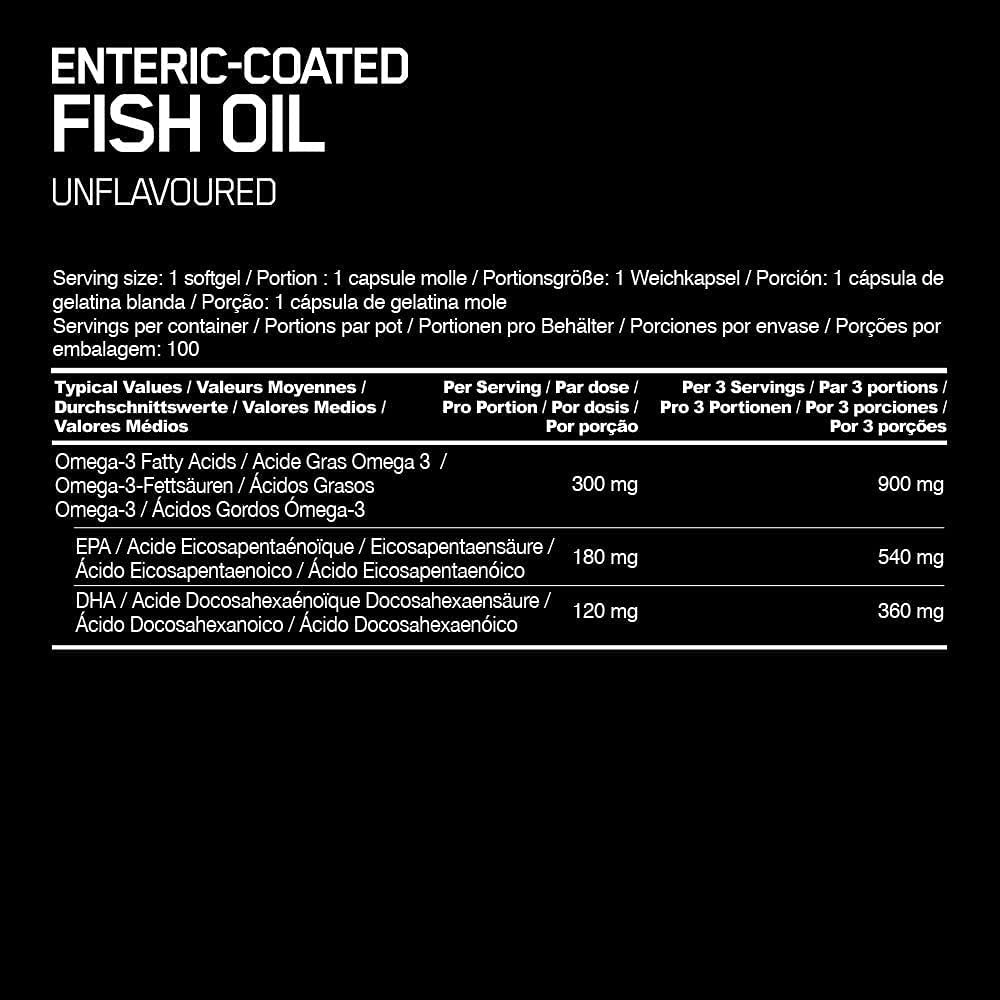 ENTERIC-COATED
FISH OIL
UNFLAVOURED
Serving size: 1 softgel / Portion : 1 capsule molle / Portionsgröße: 1 Weichkapsel / Porción: 1 cápsula de
gelatina blanda / Porção: 1 cápsula de gelatina mole
Servings per container / Portions par pot / Portionen pro Behälter / Porciones por envase / Porções por
embalagem: 100
Typical Values / Valeurs Moyennes /
Durchschnittswerte / Valores Medios /
Valores Médios
Per Serving / Par dose /
Pro Portion / Por dosis /
Por porção
Per 3 Servings / Par 3 portions /
Pro 3 Portionen / Por 3 porciones /
Por 3 porções
Omega-3 Fatty Acids / Acide Gras Omega 3 /
Omega-3-Fettsäuren / Ácidos Grasos
Omega-3 / Ácidos Gordos Ómega-3
300 mg
900 mg
EPA / Acide Eicosapentaénoïque / Eicosapentaensäure /
Ácido Eicosapentaenoico / Ácido Eicosapentaenóico
180 mg
540 mg
DHA / Acide Docosahexaénoïque Docosahexaensäure /
Ácido Docosahexanoico / Ácido Docosahexaenóico
120 mg
360 mg